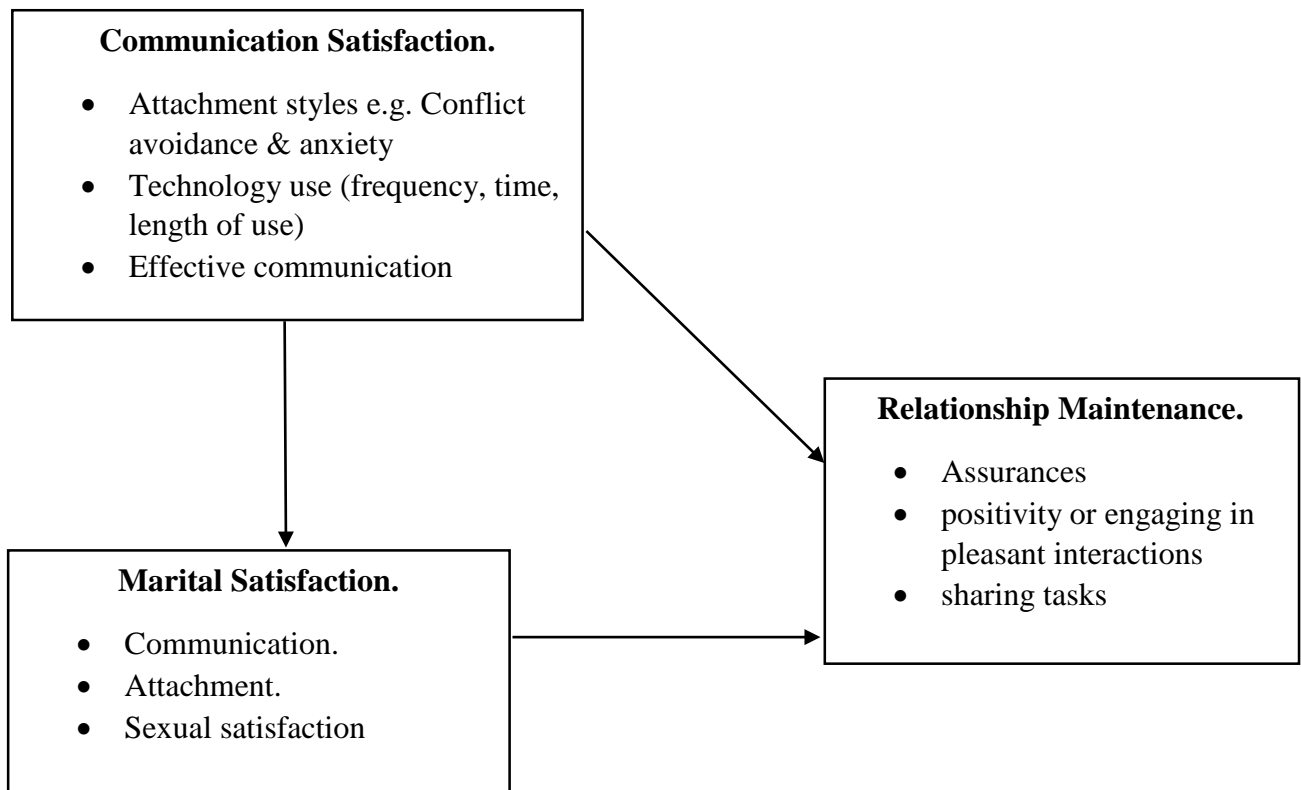 Communication Satisfaction.
• Attachment styles e.g. Conflict
avoidance & anxiety
• Technology use (frequency, time,
length of use)
• Effective communication
Relationship Maintenance.
• Assurances
• positivity or engaging in
pleasant interactions
• sharing tasks
Marital Satisfaction.
• Communication.
• Attachment.
• Sexual satisfaction